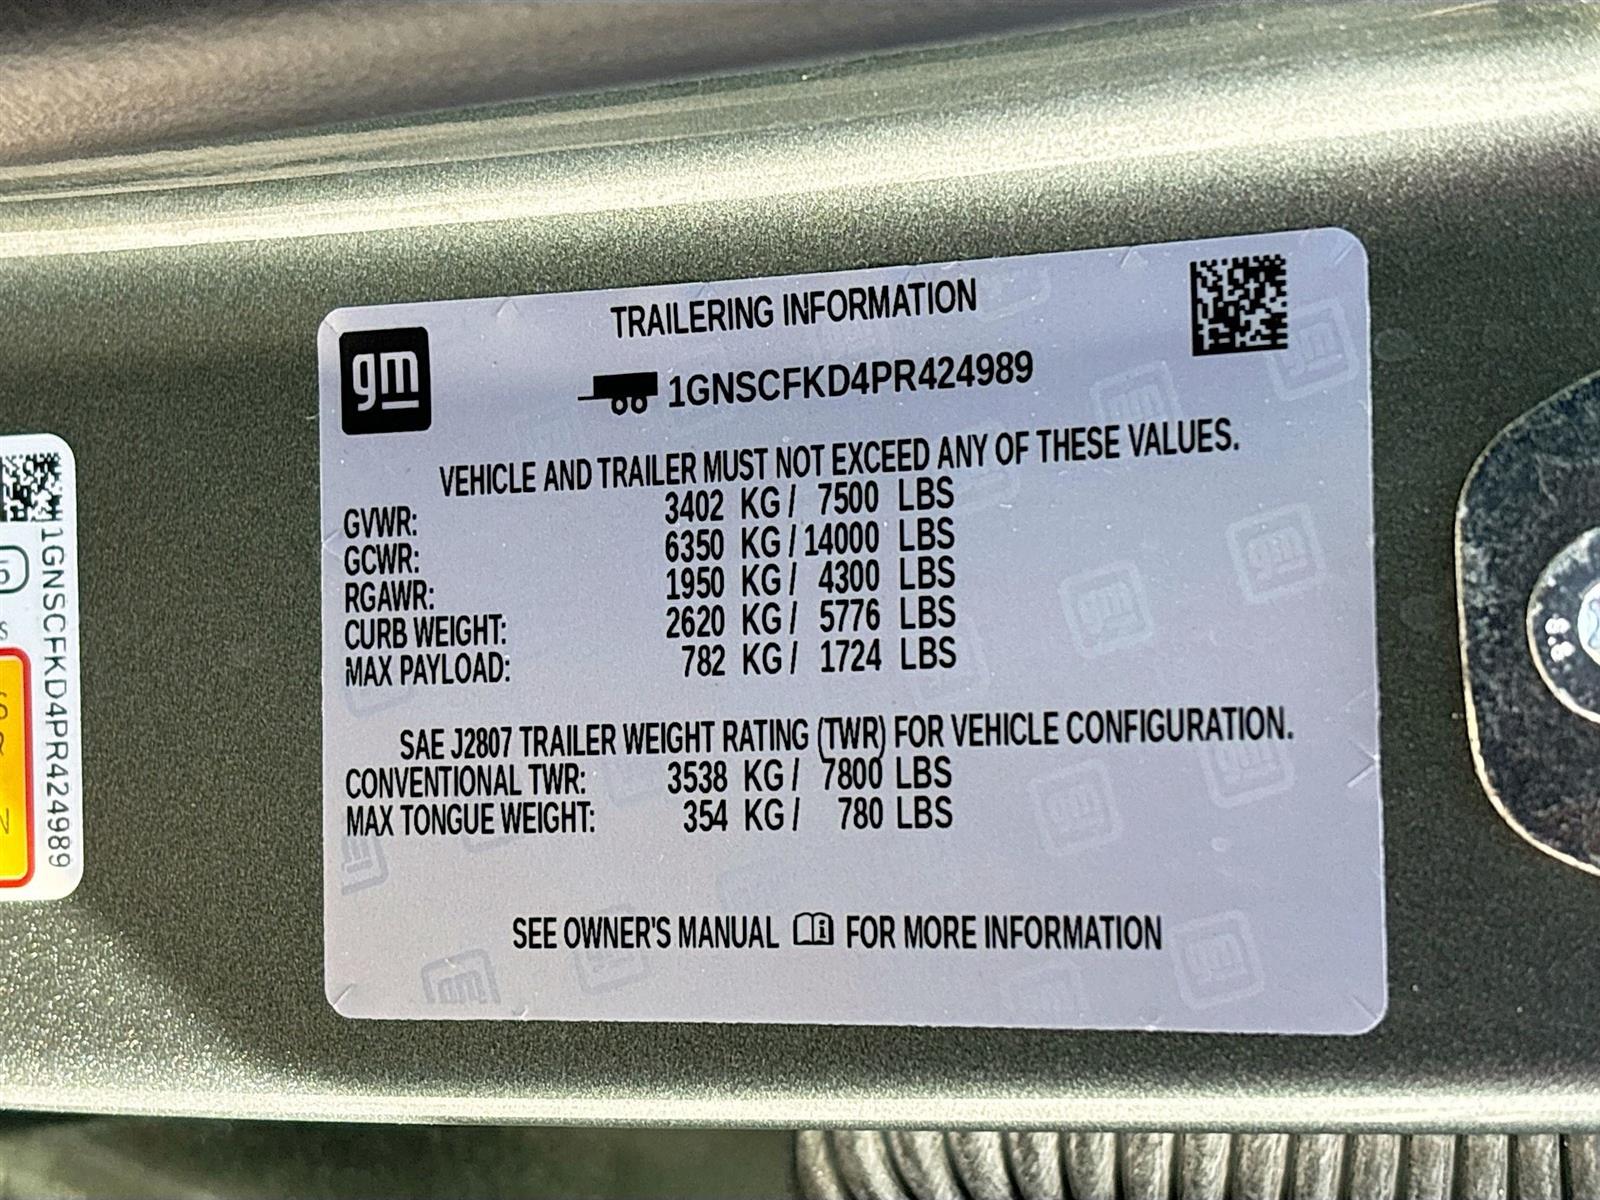 gm
TRAILERING INFORMATION
1GNSCFKD4PR424989
VEHICLE AND TRAILER MUST NOT EXCEED ANY OF THESE VALUES.
GVWR: 3402 KG / 7500 LBS
GCWR: 6350 KG / 14000 LBS
RGAWR: 1950 KG / 4300 LBS
CURB WEIGHT: 2620 KG / 5776 LBS
MAX PAYLOAD: 782 KG / 1724 LBS
SAE J2807 TRAILER WEIGHT RATING (TWR) FOR VEHICLE CONFIGURATION.
CONVENTIONAL TWR: 3538 KG / 7800 LBS
MAX TONGUE WEIGHT: 354 KG / 780 LBS
SEE OWNER'S MANUAL FOR MORE INFORMATION
1GNSCFKD4PR424989